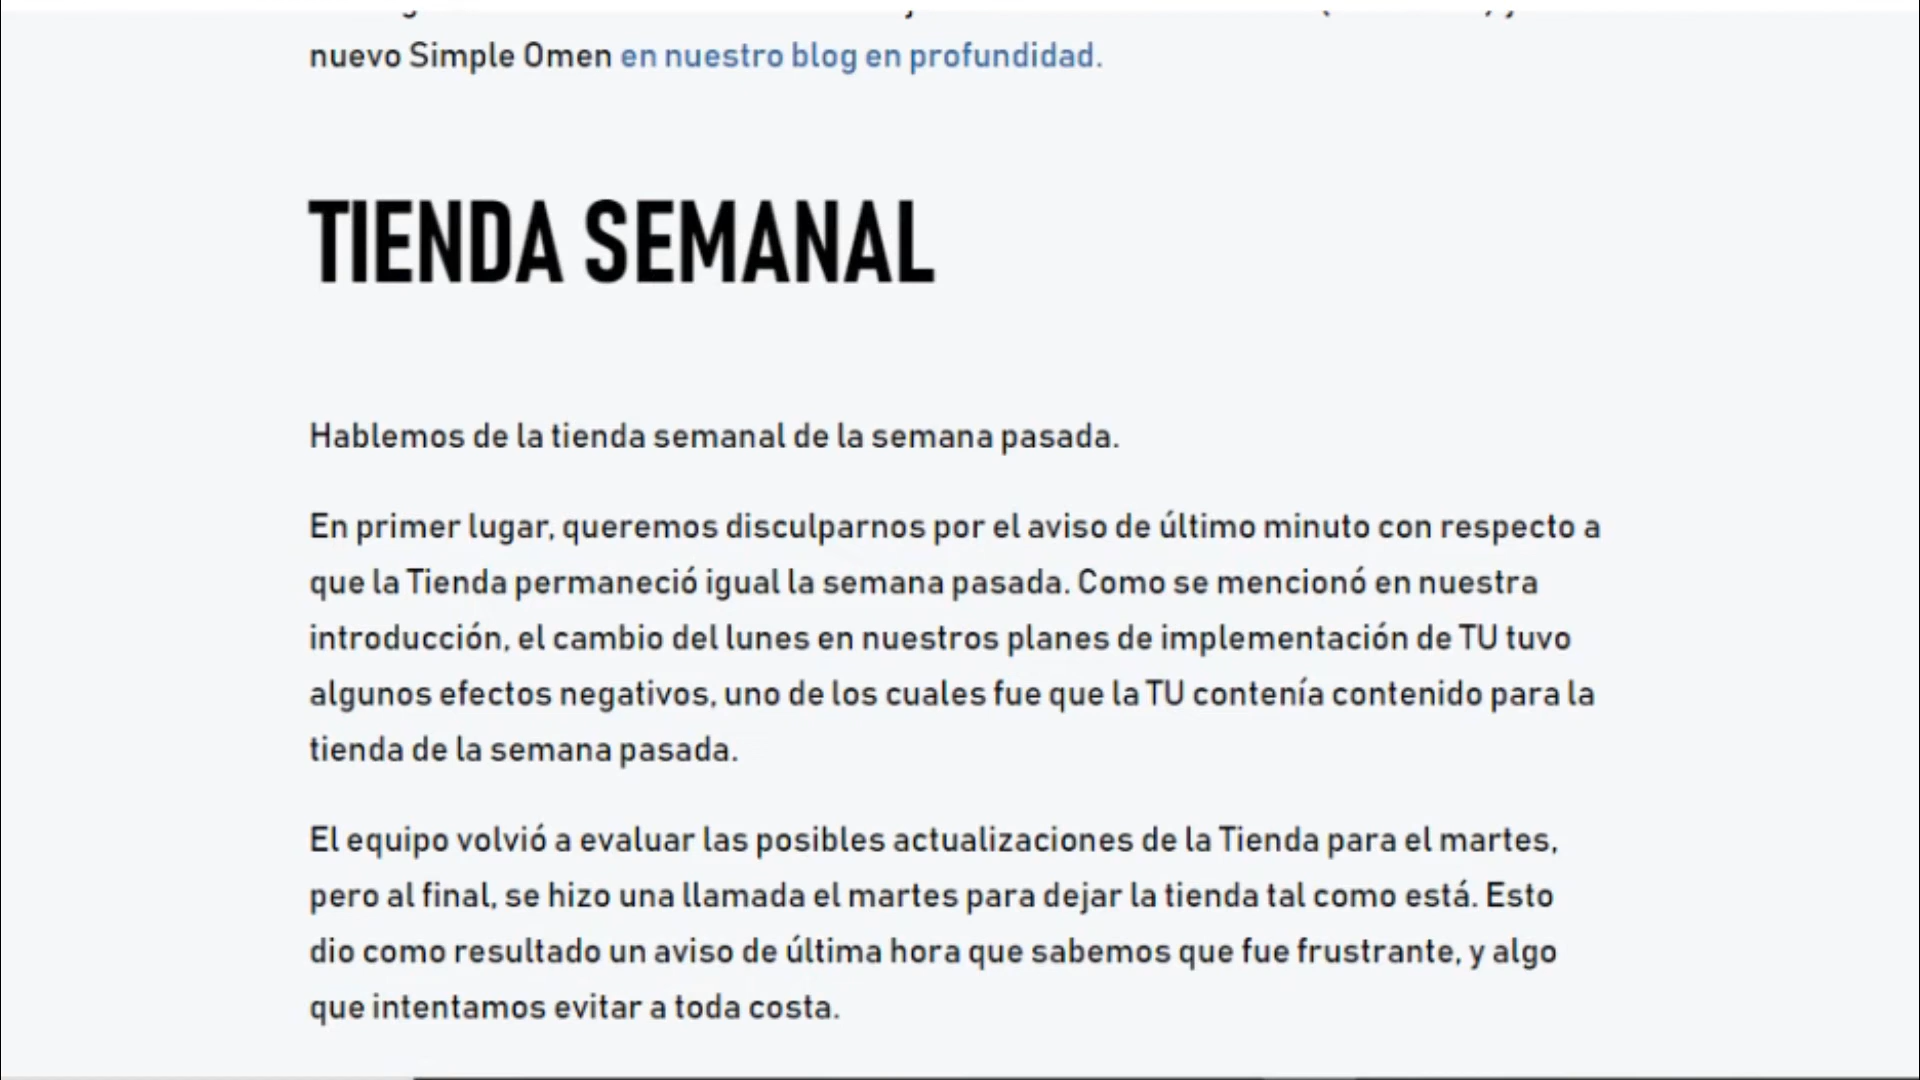 nuevo Simple Omen en nuestro blog en profundidad.
TIENDA SEMANAL
Hablemos de la tienda semanal de la semana pasada.
En primer lugar, queremos disculparnos por el aviso de último minuto con respecto a
que la Tienda permaneció igual la semana pasada. Como se mencionó en nuestra
introducción, el cambio del lunes en nuestros planes de implementación de TU tuvo
algunos efectos negativos, uno de los cuales fue que la TU contenía contenido para la
tienda de la semana pasada.
El equipo volvió a evaluar las posibles actualizaciones de la Tienda para el martes,
pero al final, se hizo una llamada el martes para dejar la tienda tal como está. Esto
dio como resultado un aviso de última hora que sabemos que fue frustrante, y algo
que intentamos evitar a toda costa.